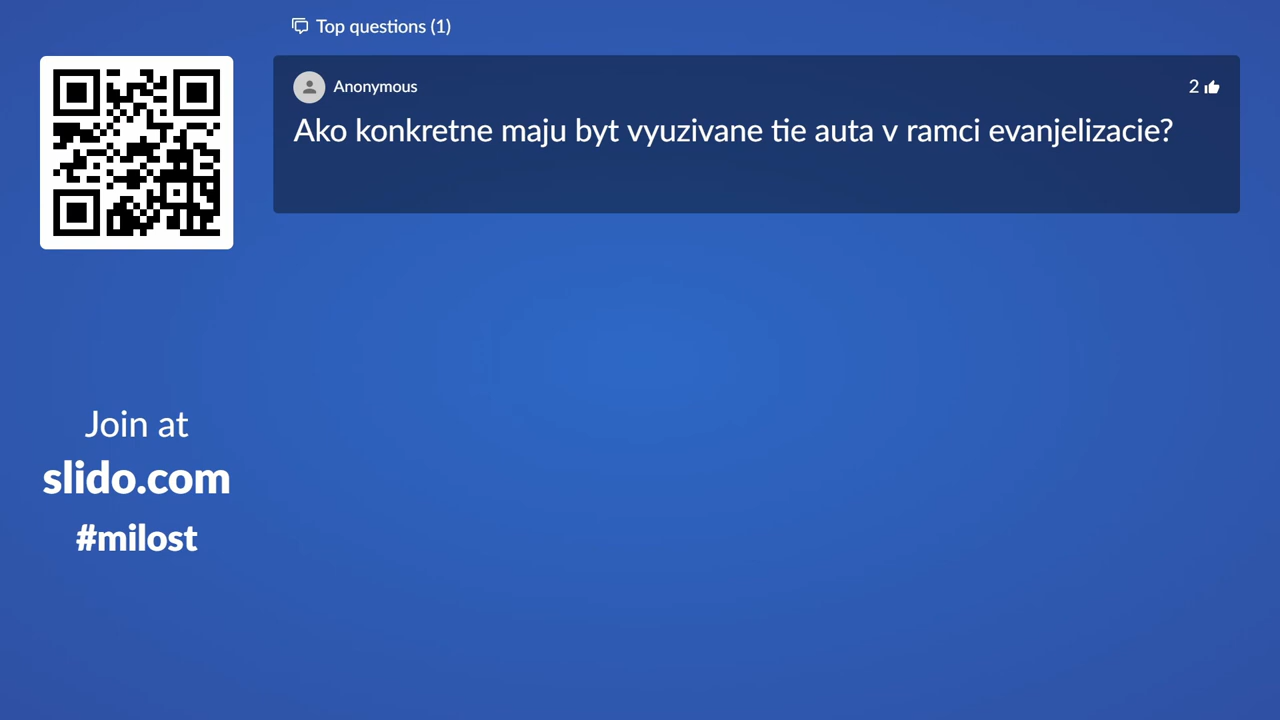 Top questions (1)
Anonymous
2
Ako konkretne maju byt vyuzivane tie auta v ramci evanjelizacie?
Join at
slido.com
#milost